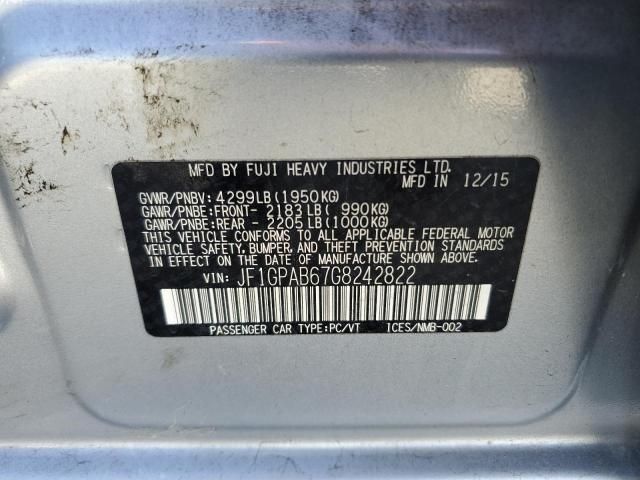 MFD BY FUJI HEAVY INDUSTRIES LTD.
MFD IN 12/15
GVWR/PNBV: 4299LB(1950KG)
GAWR/PNBE:FRONT- 2183LB( 990KG)
GAWR/PNBE:REAR - 2205LB(1000KG)
THIS VEHICLE CONFORMS TO ALL APPLICABLE FEDERAL MOTOR
VEHICLE SAFETY, BUMPER, AND THEFT PREVENTION STANDARDS
IN EFFECT ON THE DATE OF MANUFACTURE SHOWN ABOVE.
VIN: JF1GPAB67G8242822
PASSENGER CAR TYPE:PC/VT ICES/NMB-002